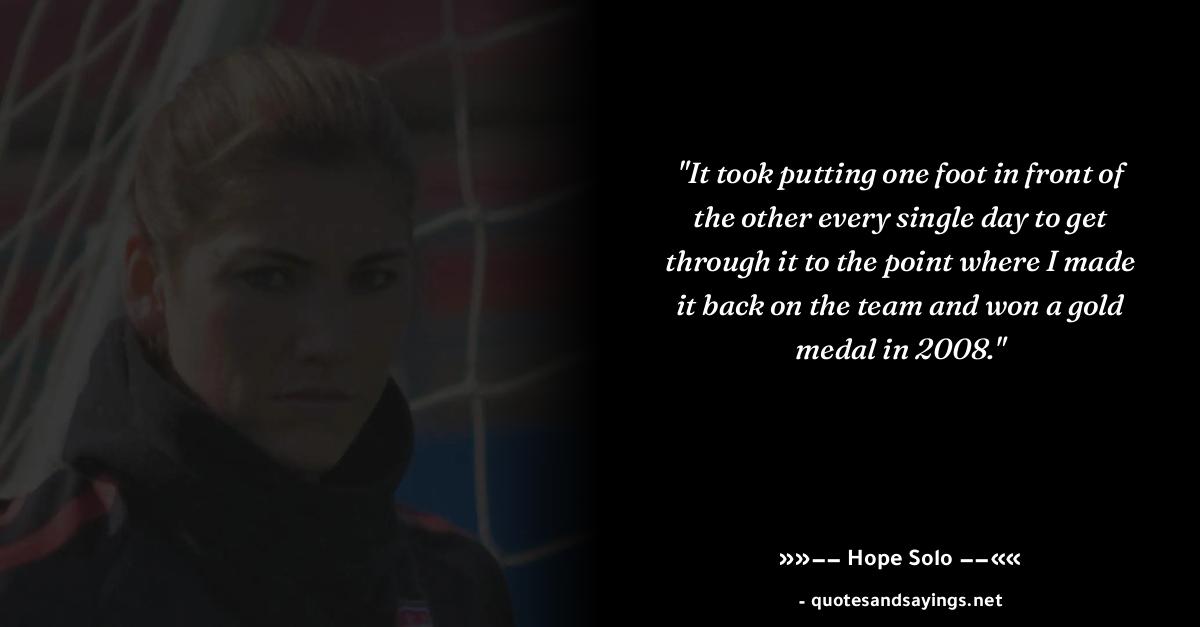 "It took putting one foot in front of
the other every single day to get
through it to the point where I made
it back on the team and won a gold
medal in 2008."
»»−− Hope Solo −−««
- quotesandsayings.net